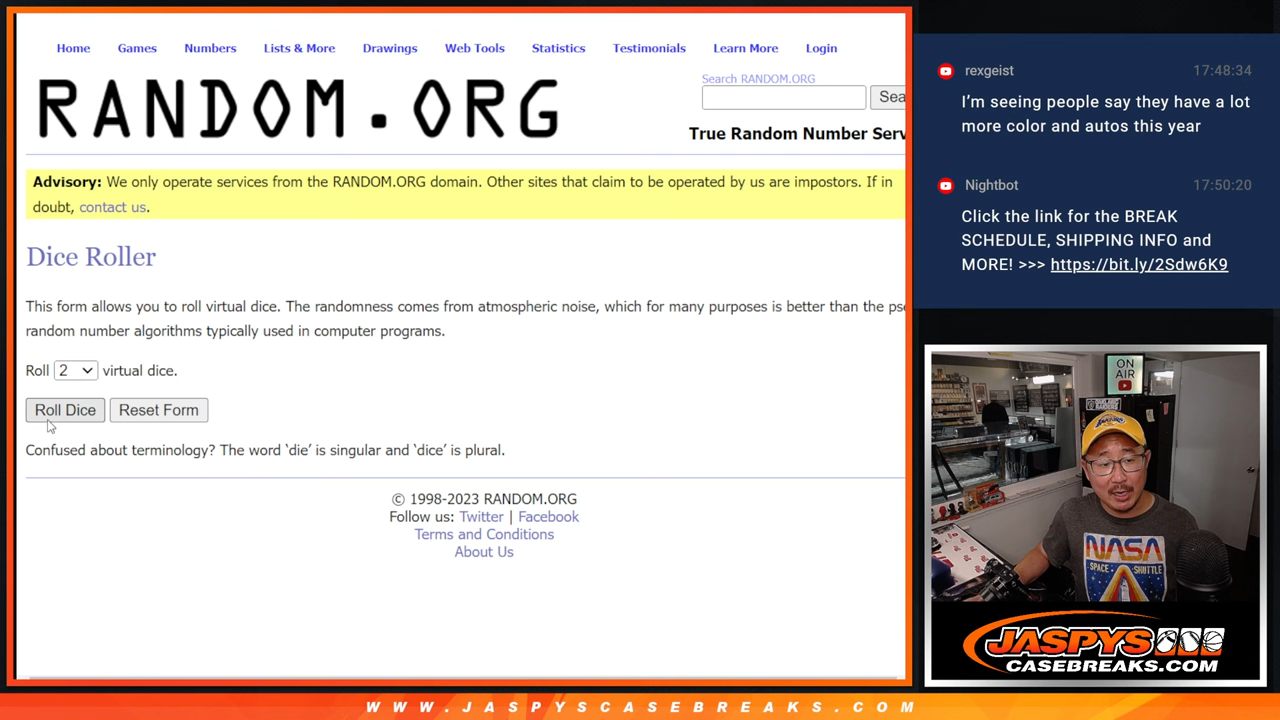 Home Games Numbers Lists & More Drawings Web Tools Statistics Testimonials Learn More Login
RANDOM.ORG
Search RANDOM.ORG
Sea
True Random Number Serv
Advisory: We only operate services from the RANDOM.ORG domain. Other sites that claim to be operated by us are impostors. If in
doubt, contact us.
Dice Roller
This form allows you to roll virtual dice. The randomness comes from atmospheric noise, which for many purposes is better than the pse
random number algorithms typically used in computer programs.
Roll 2 virtual dice.
Roll Dice Reset Form
Confused about terminology? The word ‘die’ is singular and ‘dice’ is plural.
© 1998-2023 RANDOM.ORG
Follow us: Twitter | Facebook
Terms and Conditions
About Us
rexgeist 17:48:34
I’m seeing people say they have a lot
more color and autos this year
Nightbot 17:50:20
Click the link for the BREAK
SCHEDULE, SHIPPING INFO and
MORE! >>> https://bit.ly/2Sdw6K9
ON
AIR
NASA
SPACE SHUTTLE
JASPYS
CASEBREAKS.COM
WWW.JASPYSCASEBREAKS.COM